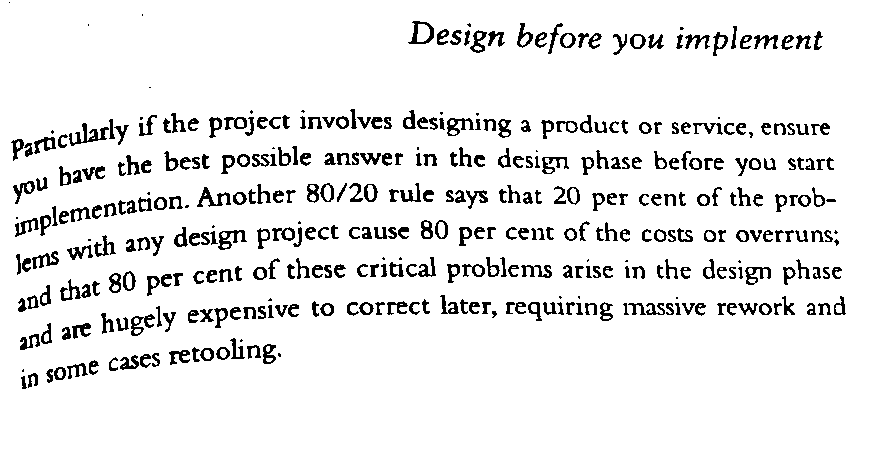 Design before you implement
Particularly if the project involves designing a product or service, ensure
you have the best possible answer in the design phase before you start
implementation. Another 80/20 rule says that 20 per cent of the prob-
lems with any design project cause 80 per cent of the costs or overruns;
and that 80 per cent of these critical problems arise in the design phase
and are hugely expensive to correct later, requiring massive rework and
in some cases retooling.